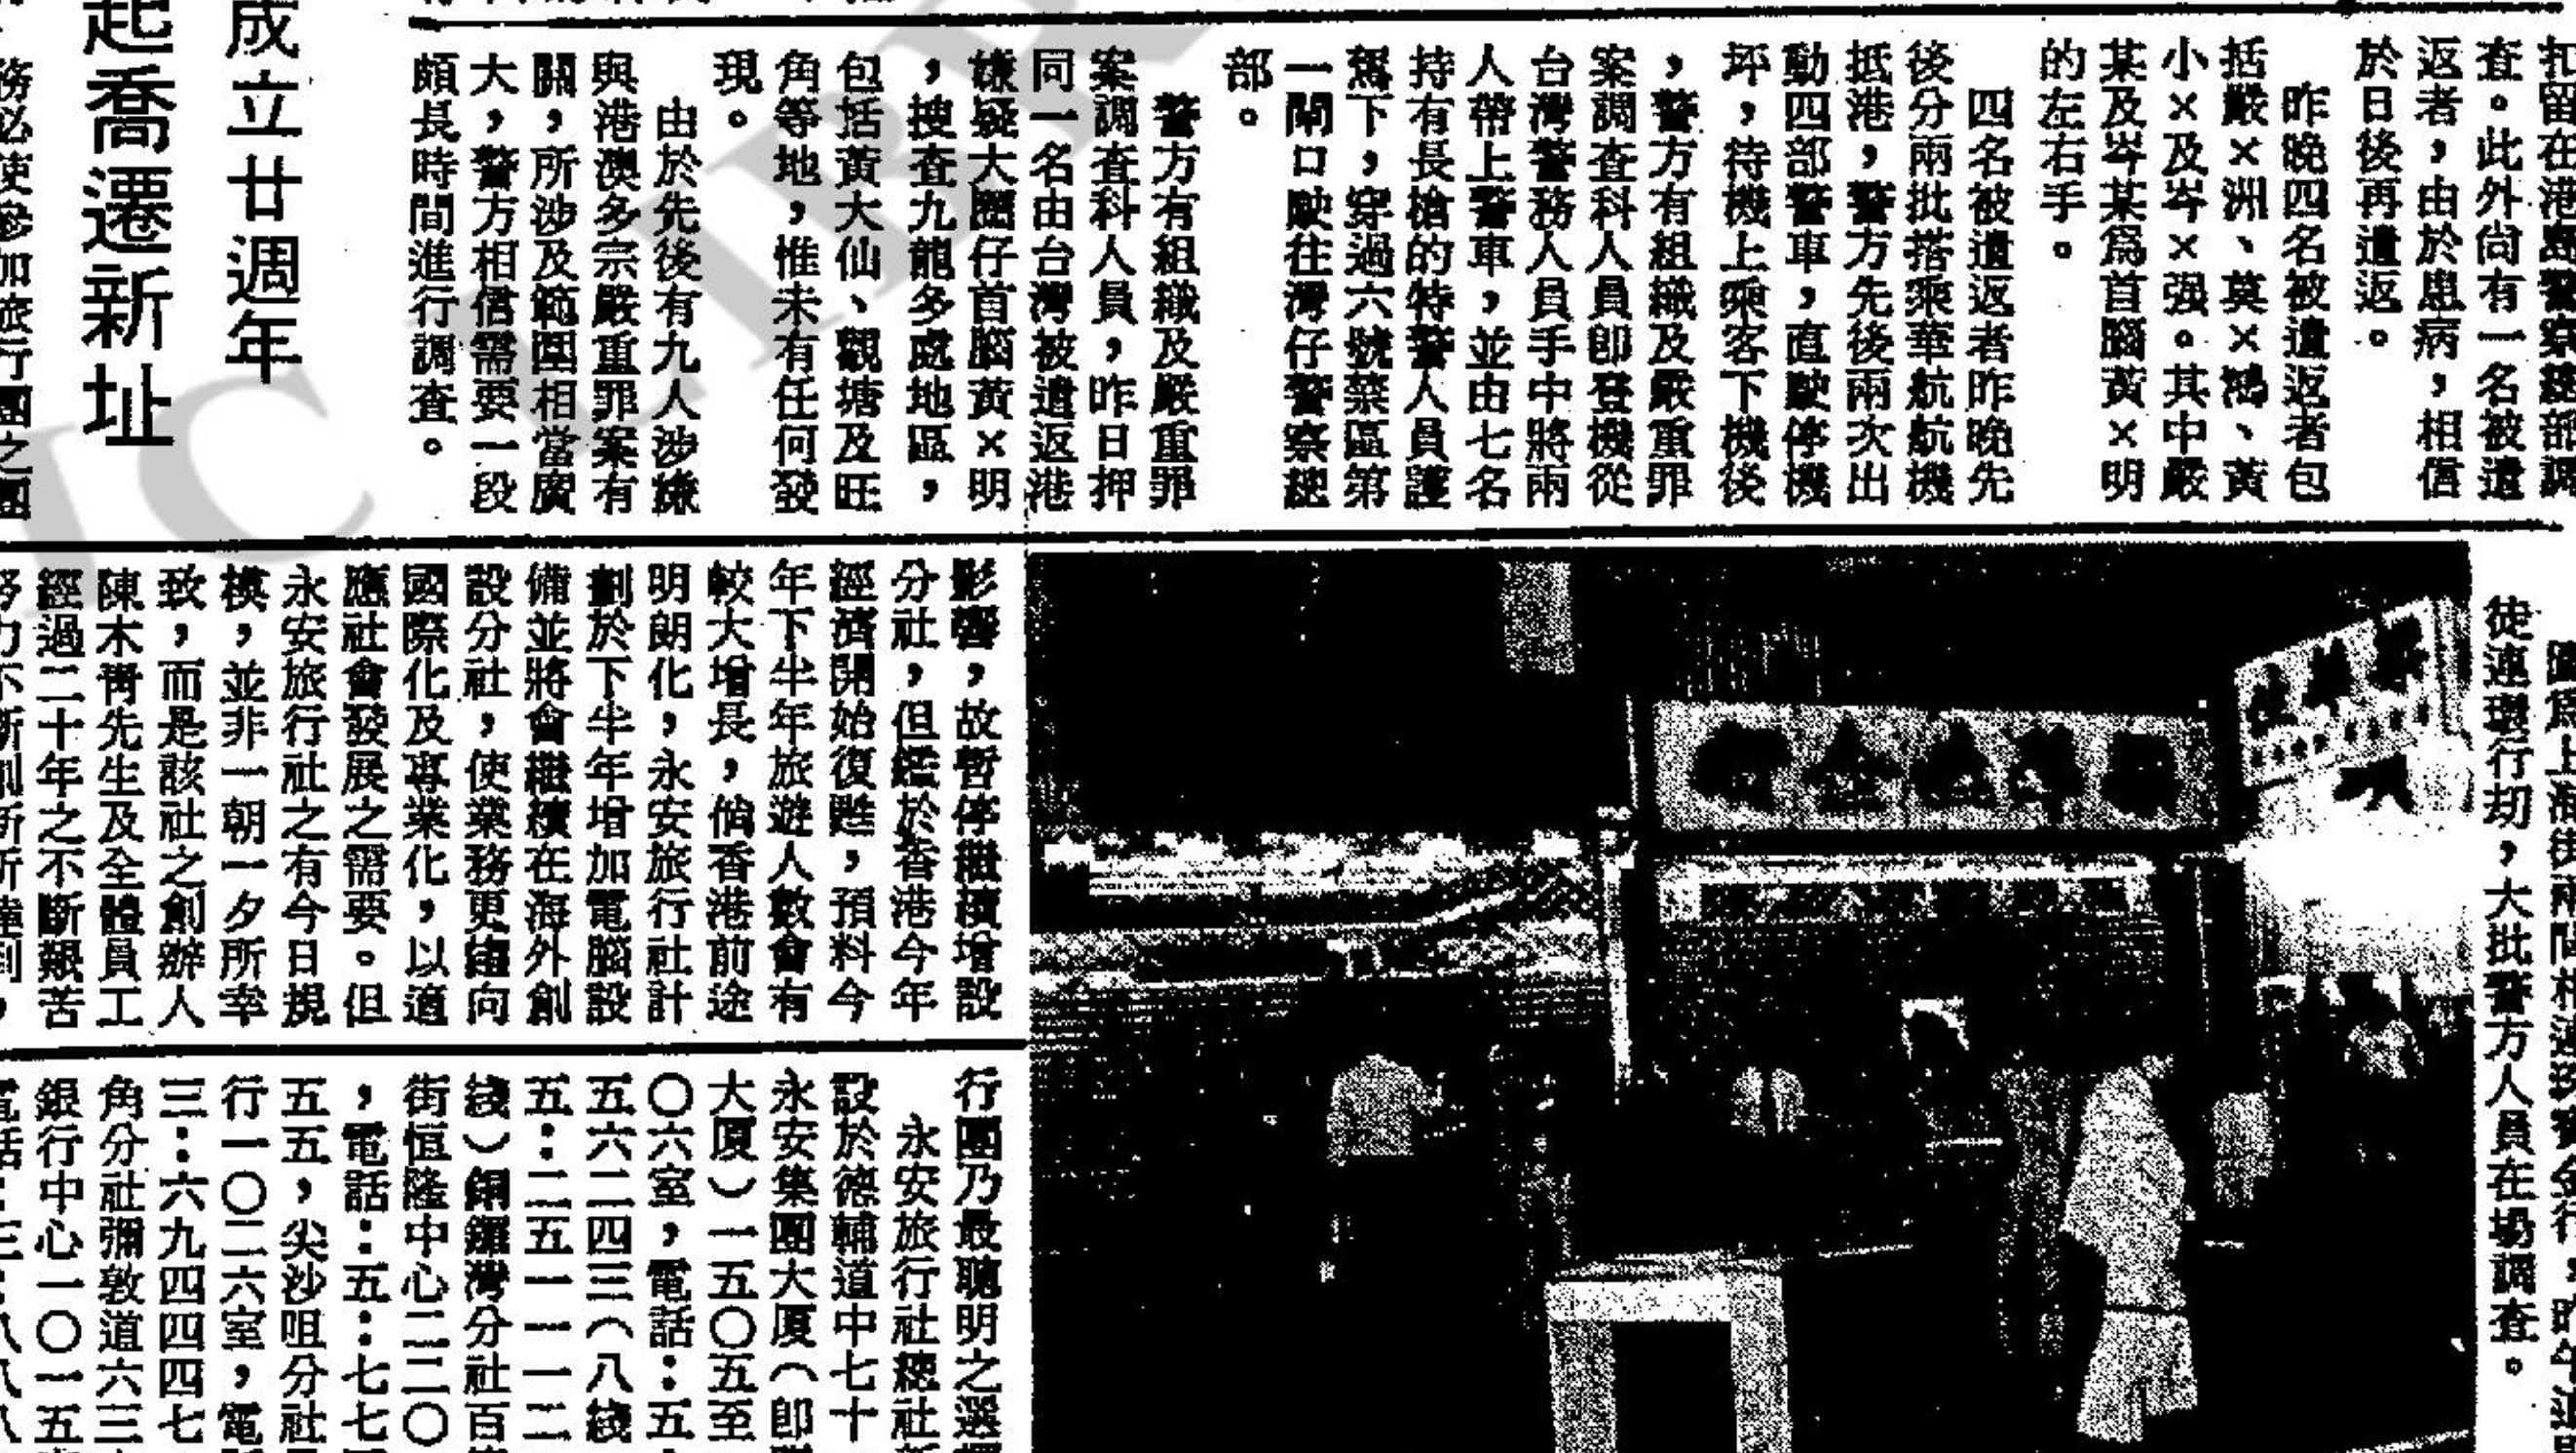 査。此外尚有一名被遣
返者，由於患病，相信
於日後再遣返。
昨晚四名被遣返者包
括嚴×洲、莫×鴻、黃
小×及岑×强。其中嚴
某及岑某爲首腦黃×明
的左右手。
四名被遣返者昨晚先
後分兩批搭乘華航航機
抵港，警方先後兩次出
動四部警車，直駛停機
坪，待機上乘客下機後
，警方有組織及嚴重罪
案調査科人員卽登機從
台灣警務人員手中將兩
人帶上警車，並由七名
持有長槍的特警人員護
駕下，穿過六號禁區第
一閘口駛往灣仔警察總
部。
警方有組織及嚴重罪
案調査科人員，昨日押
同一名由台灣被遣返港
嫌疑大圈仔首腦黃×明
，搜査九龍多處地區，
包括黃大仙、觀塘及旺
角等地，惟未有任何發
現。
由於先後有九人涉嫌
與港澳多宗嚴重罪案有
關，所涉及範圍相當廣
大，警方相信需要一段
頗長時間進行調査。
成立廿週年
起喬遷新址
務必使參加旅行團之團
徒連環行刧，大批警方人員在場調査。
影響，故暫停繼續增設
分社，但鑑於香港今年
經濟開始復甦，預料今
年下半年旅遊人數會有
較大增長，倘香港前途
明朗化，永安旅行社計
劃於下半年增加電腦設
備並將會繼續在海外創
設分社，使業務更趨向
國際化及專業化，以適
應社會發展之需要。但
永安旅行社之有今日規
模，並非一朝一夕所幸
致，而是該社之創辦人
陳木靑先生及全體員工
經過二十年之不斷艱苦
行團乃最聰明之選
永安旅行社總社
設於德輔道中七十
永安集團大厦（卽
大厦）一五〇五至
〇六室，電話：五
五六二四三（八綫
五：二五一一一二
綫）銅鑼灣分社百
街恒隆中心二二〇
，電話：五：七七
五五，尖沙咀分社
行一〇二六室，電
三：六九四四四七
角分社彌敦道六三
銀行中心一〇一五